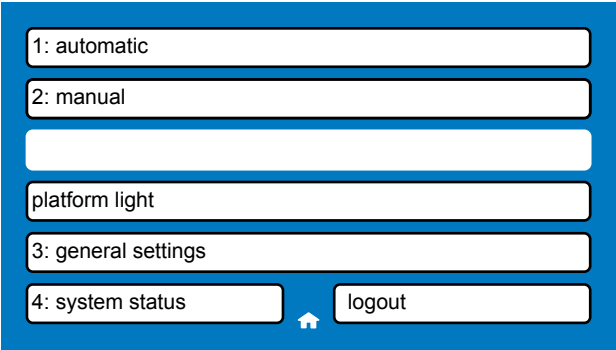 1: automatic
2: manual
platform light
3: general settings
4: system status
logout